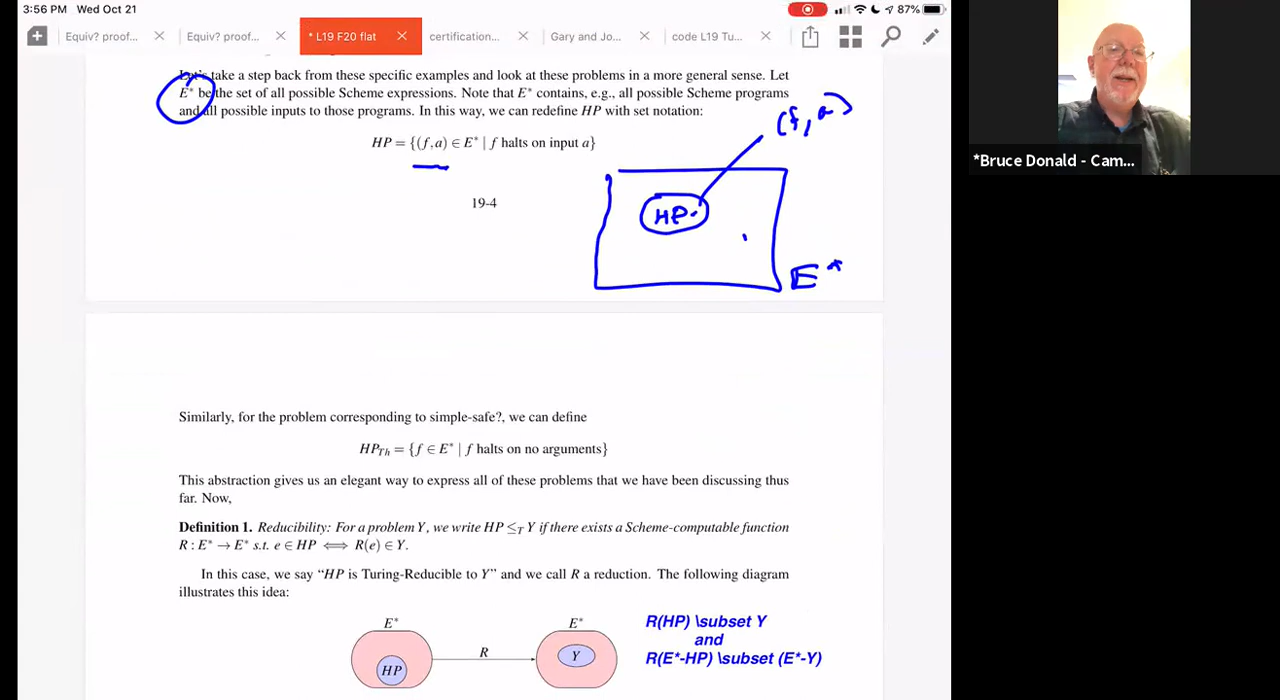 3:56 PM Wed Oct 21
87%
Equiv? proof...
Equiv? proof...
* L19 F20 flat
certification...
Gary and Jo...
code L19 Tu...
*Bruce Donald - Cam...
Let's take a step back from these specific examples and look at these problems in a more general sense. Let
E* be the set of all possible Scheme expressions. Note that E* contains, e.g., all possible Scheme programs
and all possible inputs to those programs. In this way, we can redefine HP with set notation:
HP = {(f,a) ∈ E* | f halts on input a}
(f, a)
HP
E*
19-4
Similarly, for the problem corresponding to simple-safe?, we can define
HP_Th = {f ∈ E* | f halts on no arguments}
This abstraction gives us an elegant way to express all of these problems that we have been discussing thus
far. Now,
Definition 1. Reducibility: For a problem Y, we write HP ≤_T Y if there exists a Scheme-computable function
R : E* → E* s.t. e ∈ HP ⟺ R(e) ∈ Y.
In this case, we say “HP is Turing-Reducible to Y” and we call R a reduction. The following diagram
illustrates this idea:
E*
E*
R
HP
Y
R(HP) \subset Y
and
R(E*-HP) \subset (E*-Y)